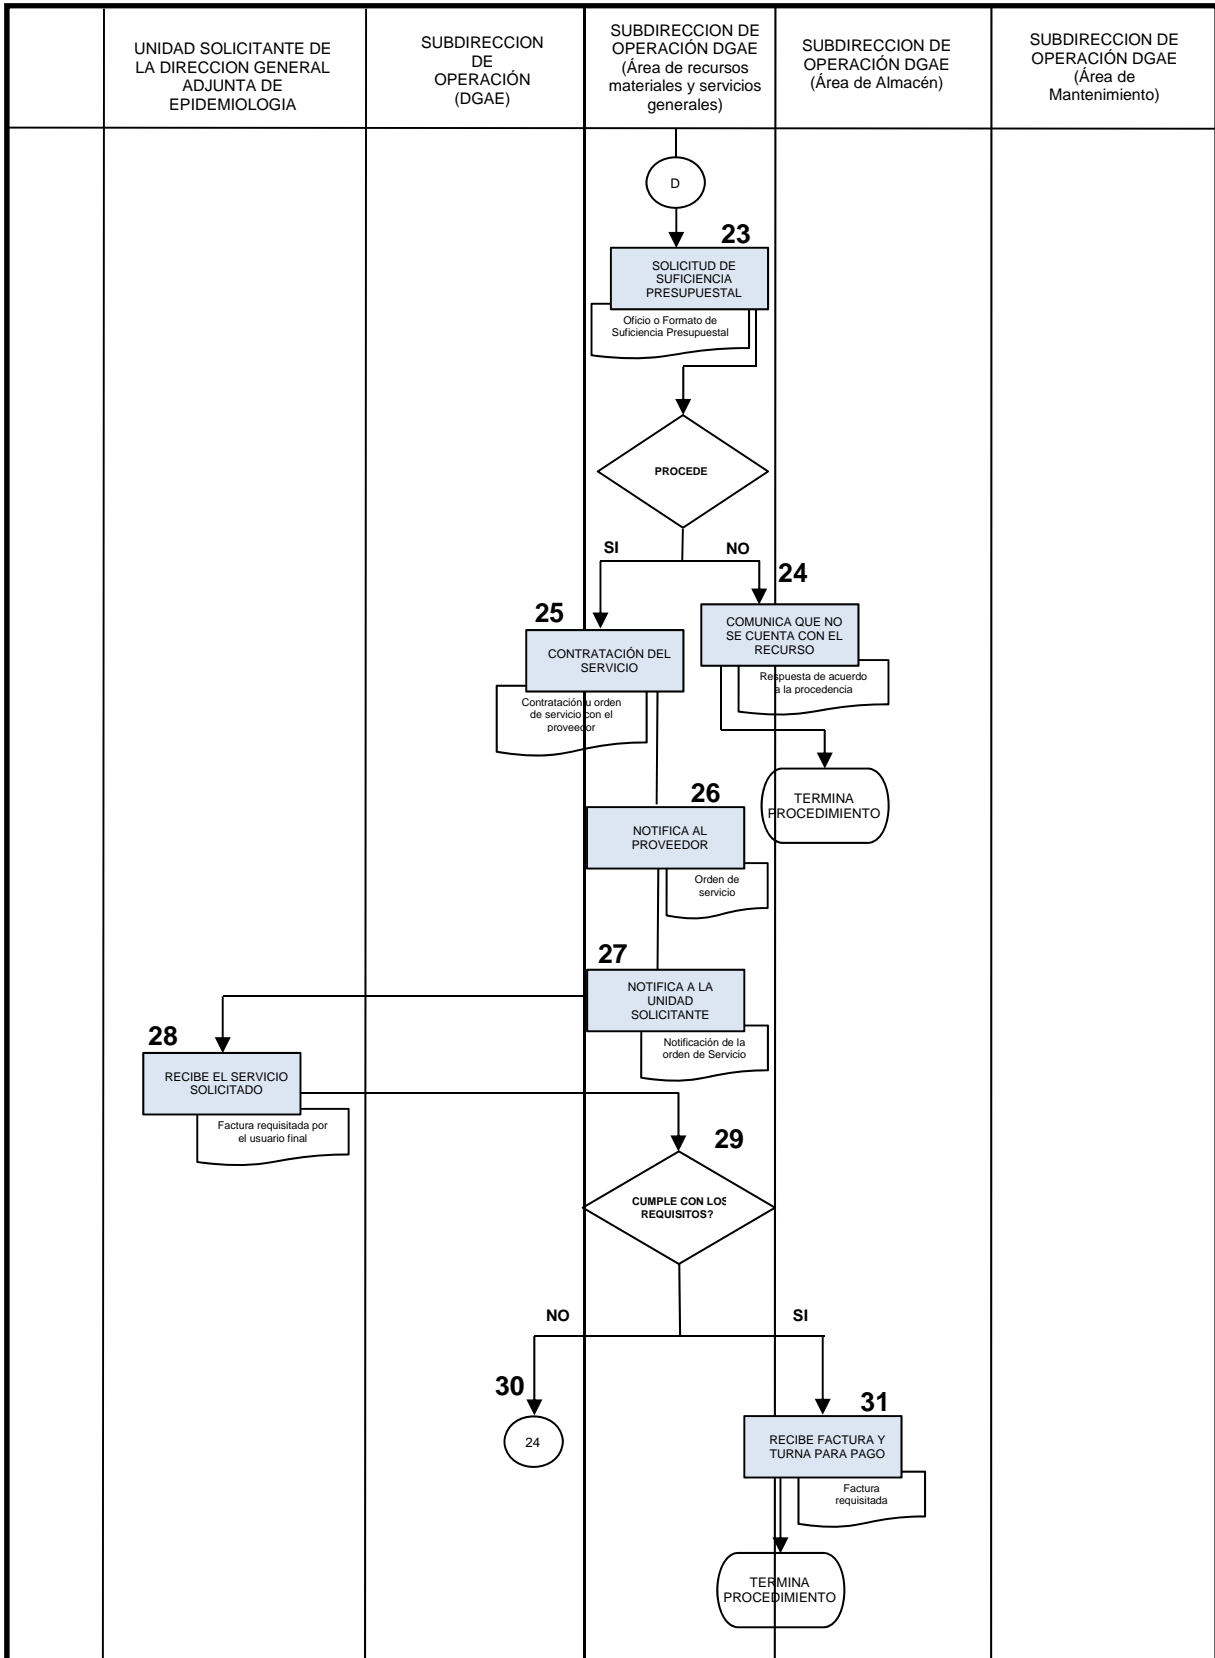 UNIDAD SOLICITANTE DE
LA DIRECCION GENERAL
ADJUNTA DE
EPIDEMIOLOGIA
SUBDIRECCION
DE
OPERACIÓN
(DGAE)
SUBDIRECCION DE
OPERACIÓN DGAE
(Área de recursos
materiales y servicios
generales)
SUBDIRECCION DE
OPERACIÓN DGAE
(Área de Almacén)
SUBDIRECCION DE
OPERACIÓN DGAE
(Área de
Mantenimiento)
D
23
SOLICITUD DE
SUFICIENCIA
PRESUPUESTAL
Oficio o Formato de
Suficiencia Presupuestal
PROCEDE
SI
NO
24
COMUNICA QUE NO
SE CUENTA CON EL
RECURSO
Respuesta de acuerdo
a la procedencia
TERMINA
PROCEDIMIENTO
25
CONTRATACIÓN DEL
SERVICIO
Contratación u orden
de servicio con el
proveedor
26
NOTIFICA AL
PROVEEDOR
Orden de
servicio
27
NOTIFICA A LA
UNIDAD
SOLICITANTE
Notificación de la
orden de Servicio
28
RECIBE EL SERVICIO
SOLICITADO
Factura requisitada por
el usuario final
29
CUMPLE CON LOS
REQUISITOS?
NO
SI
30
24
31
RECIBE FACTURA Y
TURNA PARA PAGO
Factura
requisitada
TERMINA
PROCEDIMIENTO